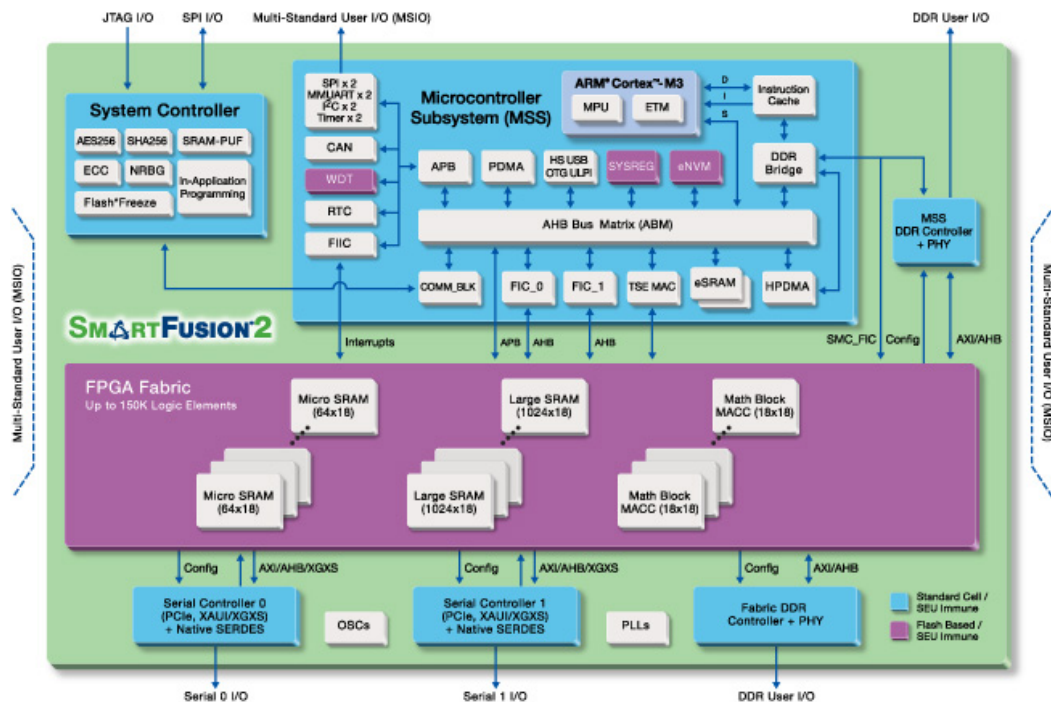 JTAG I/O
SPI I/O
Multi-Standard User I/O (MSIO)
DDR User I/O
System Controller
AES256
SHA256
SRAM-PUF
ECC
NRBG
In-Application
Programming
Flash*Freeze
SPI x 2
MMUART x 2
I²C x 2
Timer x 2
CAN
WDT
RTC
FIIC
Microcontroller
Subsystem (MSS)
ARM® Cortex™-M3
MPU
ETM
D
I
S
Instruction
Cache
APB
PDMA
HS USB
OTG ULPI
SYSREG
eNVM
DDR
Bridge
AHB Bus Matrix (ABM)
COMM_BLK
FIC_0
FIC_1
TSE MAC
eSRAM
HPDMA
MSS
DDR Controller
+ PHY
Multi-Standard User I/O (MSIO)
Multi-Standard User I/O (MSIO)
SMARTFUSION®2
Interrupts
APB
AHB
AHB
SMC_FIC
Config
AXI/AHB
FPGA Fabric
Up to 150K Logic Elements
Micro SRAM
(64x18)
Large SRAM
(1024x18)
Math Block
MACC (18x18)
Micro SRAM
(64x18)
Large SRAM
(1024x18)
Math Block
MACC (18x18)
Config
AXI/AHB/XGXS
Config
AXI/AHB/XGXS
Config
AXI/AHB
Serial Controller 0
(PCIe, XAUI/XGXS)
+ Native SERDES
OSCs
Serial Controller 1
(PCIe, XAUI/XGXS)
+ Native SERDES
PLLs
Fabric DDR
Controller + PHY
Standard Cell /
SEU Immune
Flash Based /
SEU Immune
Serial 0 I/O
Serial 1 I/O
DDR User I/O